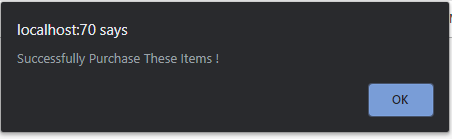 localhost:70 says
Successfully Purchase These Items !
OK